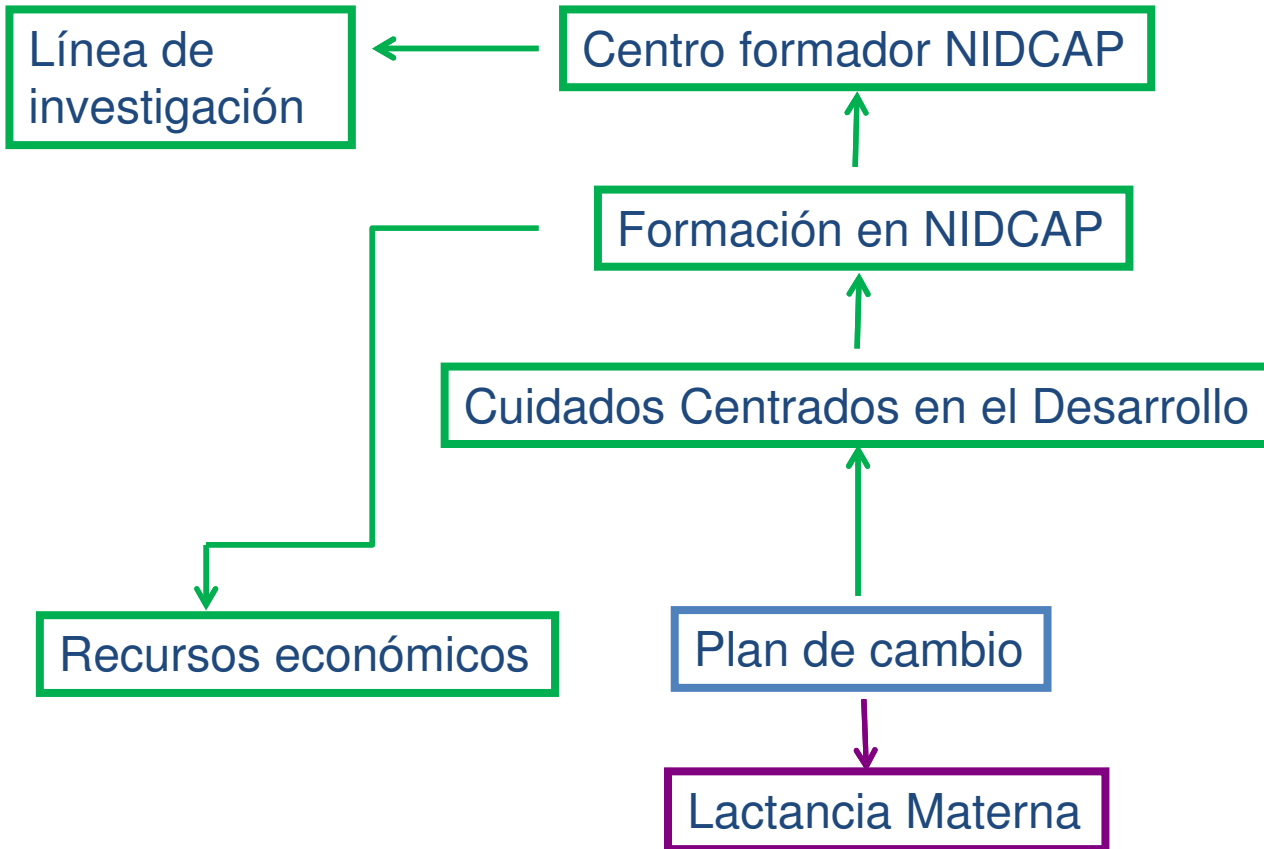 Línea de
investigación
Centro formador NIDCAP
Formación en NIDCAP
Cuidados Centrados en el Desarrollo
Recursos económicos
Plan de cambio
Lactancia Materna